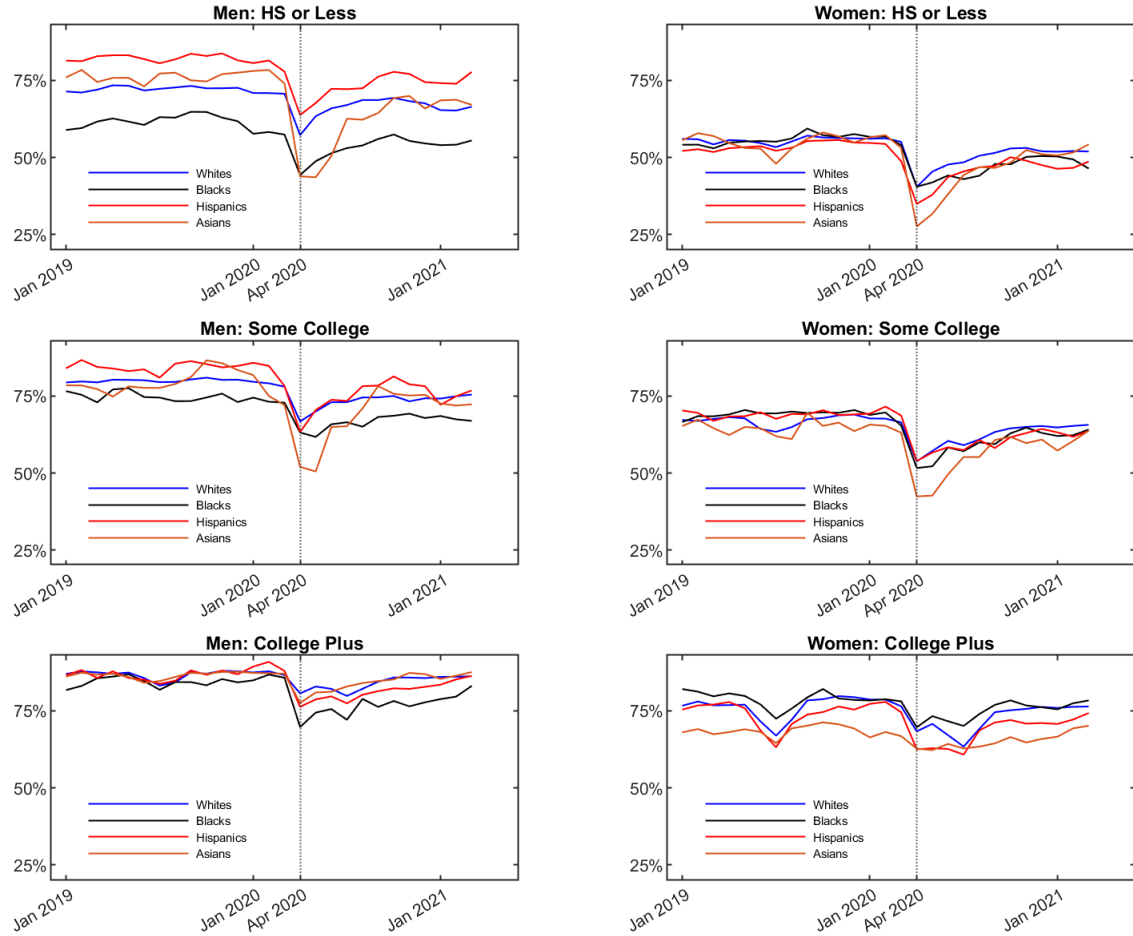 Men: HS or Less
75%
50%
25%
Whites
Blacks
Hispanics
Asians
Jan 2019
Jan 2020
Apr 2020
Jan 2021
Women: HS or Less
75%
50%
25%
Whites
Blacks
Hispanics
Asians
Jan 2019
Jan 2020
Apr 2020
Jan 2021
Men: Some College
75%
50%
25%
Whites
Blacks
Hispanics
Asians
Jan 2019
Jan 2020
Apr 2020
Jan 2021
Women: Some College
75%
50%
25%
Whites
Blacks
Hispanics
Asians
Jan 2019
Jan 2020
Apr 2020
Jan 2021
Men: College Plus
75%
50%
25%
Whites
Blacks
Hispanics
Asians
Jan 2019
Jan 2020
Apr 2020
Jan 2021
Women: College Plus
75%
50%
25%
Whites
Blacks
Hispanics
Asians
Jan 2019
Jan 2020
Apr 2020
Jan 2021